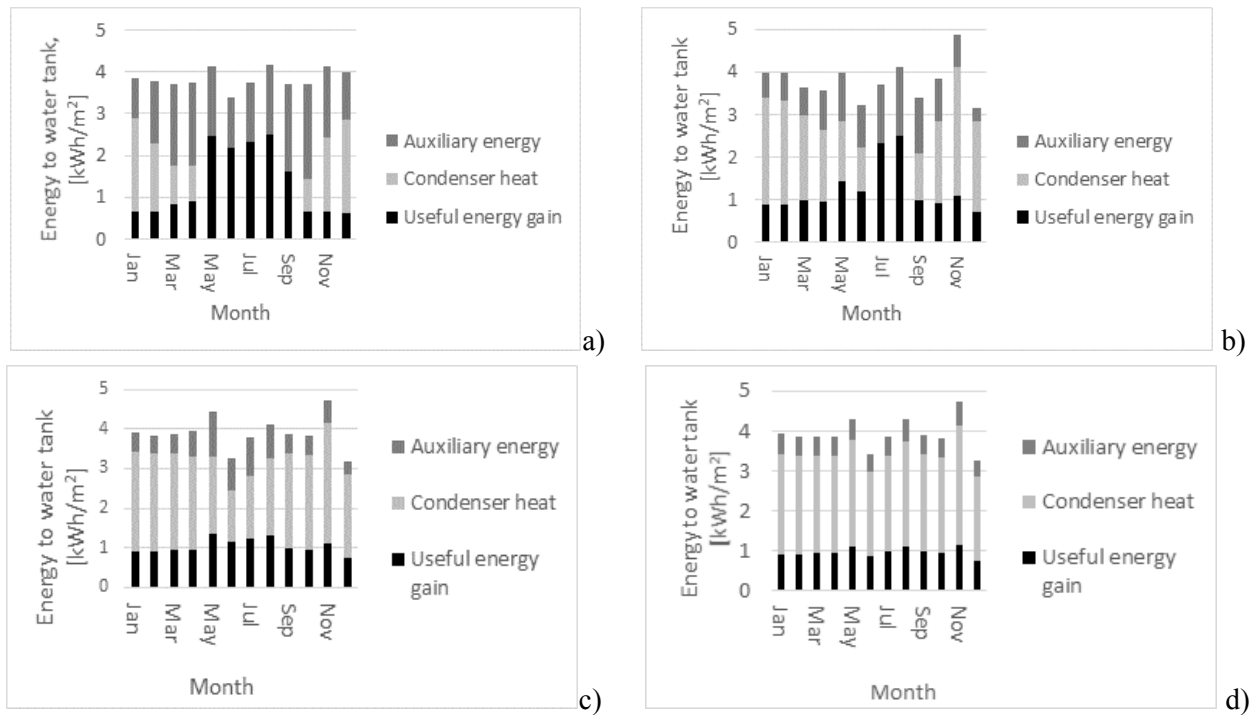 5
4
3
2
1
0
Energy to water tank,
[kWh/m²]
Jan
Mar
May
Jul
Sep
Nov
Month
Auxiliary energy
Condenser heat
Useful energy gain
a)
5
4
3
2
1
0
Energy to water tank
[kWh/m²]
Jan
Mar
May
Jul
Sep
Nov
Month
Auxiliary energy
Condenser heat
Useful energy gain
b)
5
4
3
2
1
0
Energy to water tank
[kWh/m²]
Jan
Mar
May
Jul
Sep
Nov
Month
Auxiliary energy
Condenser heat
Useful energy
gain
c)
5
4
3
2
1
0
Energy to water tank
[kWh/m²]
Jan
Mar
May
Jul
Sep
Nov
Month
Auxiliary energy
Condenser heat
Useful energy
gain
d)